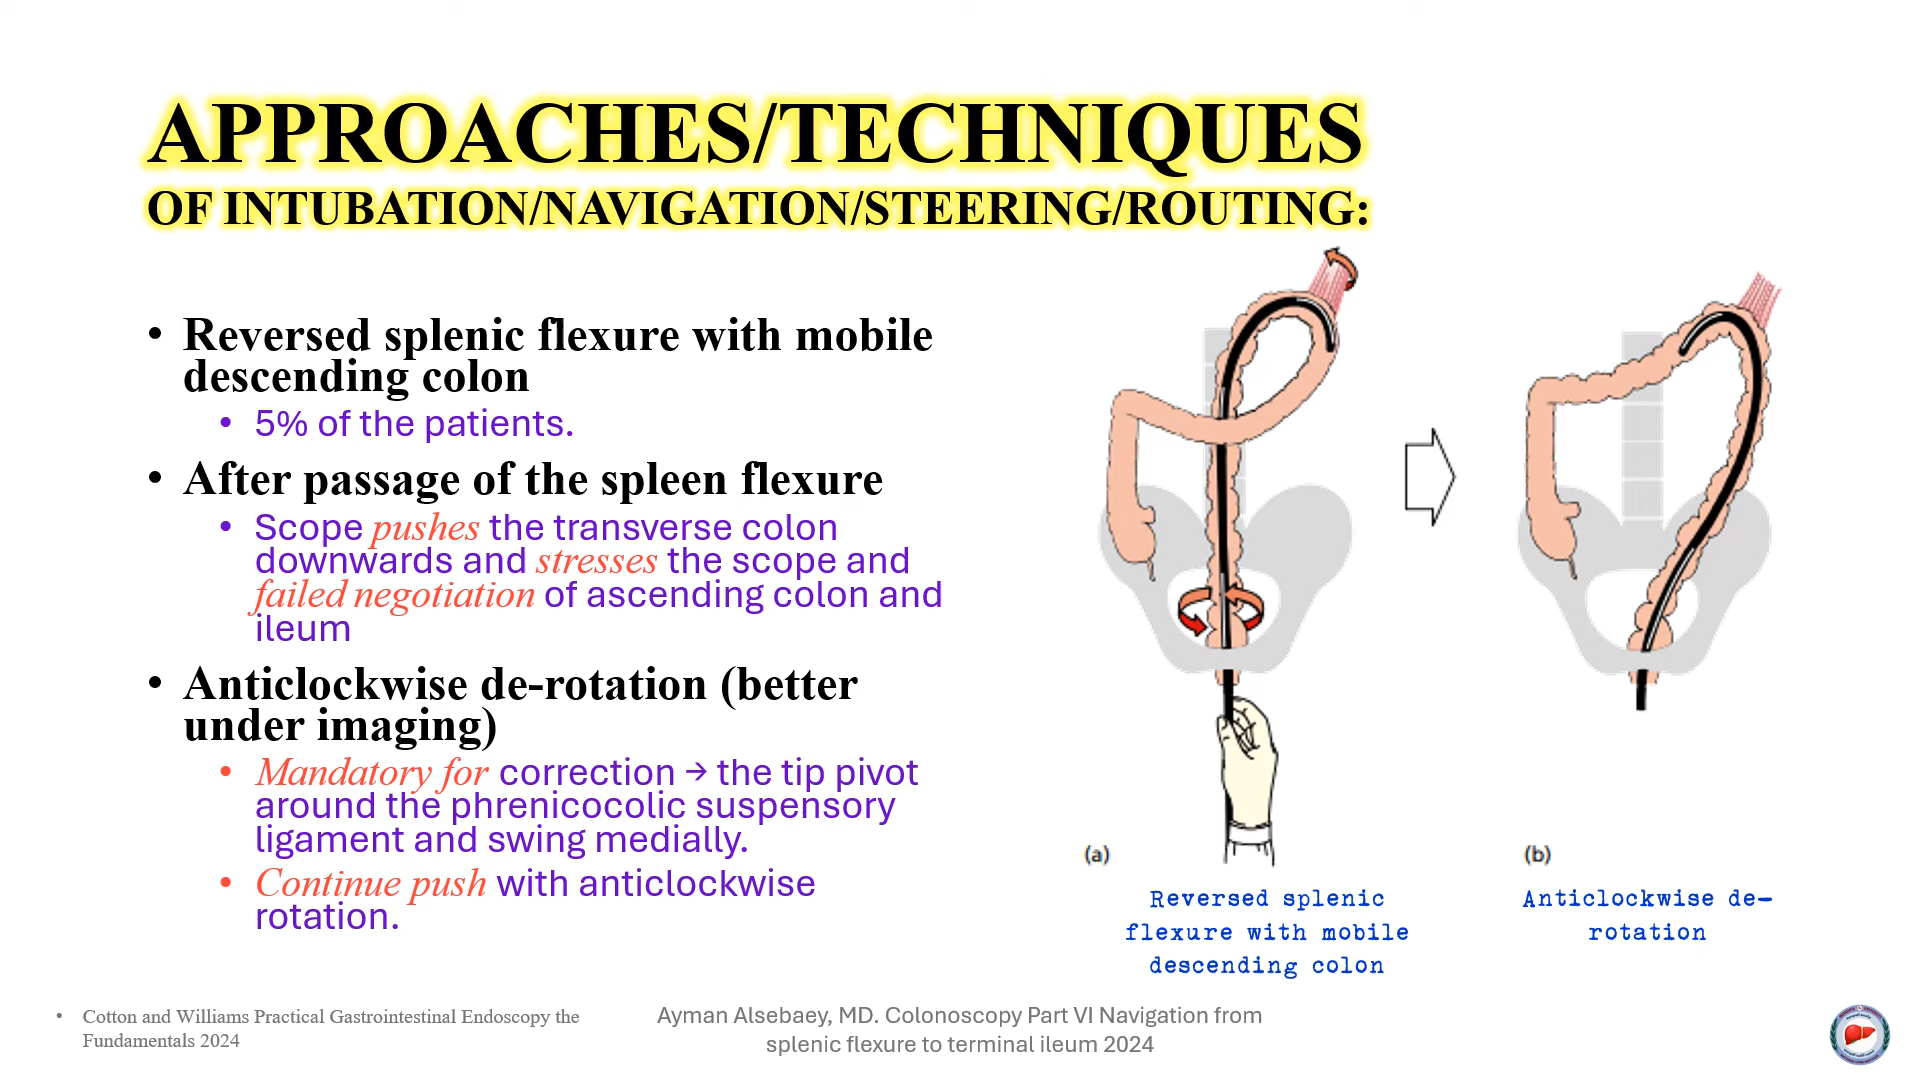 APPROACHES/TECHNIQUES
OF INTUBATION/NAVIGATION/STEERING/ROUTING:
• Reversed splenic flexure with mobile
descending colon
• 5% of the patients.
• After passage of the spleen flexure
• Scope pushes the transverse colon
downwards and stresses the scope and
failed negotiation of ascending colon and
ileum
• Anticlockwise de-rotation (better
under imaging)
• Mandatory for correction → the tip pivot
around the phrenicocolic suspensory
ligament and swing medially.
• Continue push with anticlockwise
rotation.
(a)
Reversed splenic
flexure with mobile
descending colon
(b)
Anticlockwise de-
rotation
• Cotton and Williams Practical Gastrointestinal Endoscopy the
Fundamentals 2024
Ayman Alsebaey, MD. Colonoscopy Part VI Navigation from
splenic flexure to terminal ileum 2024